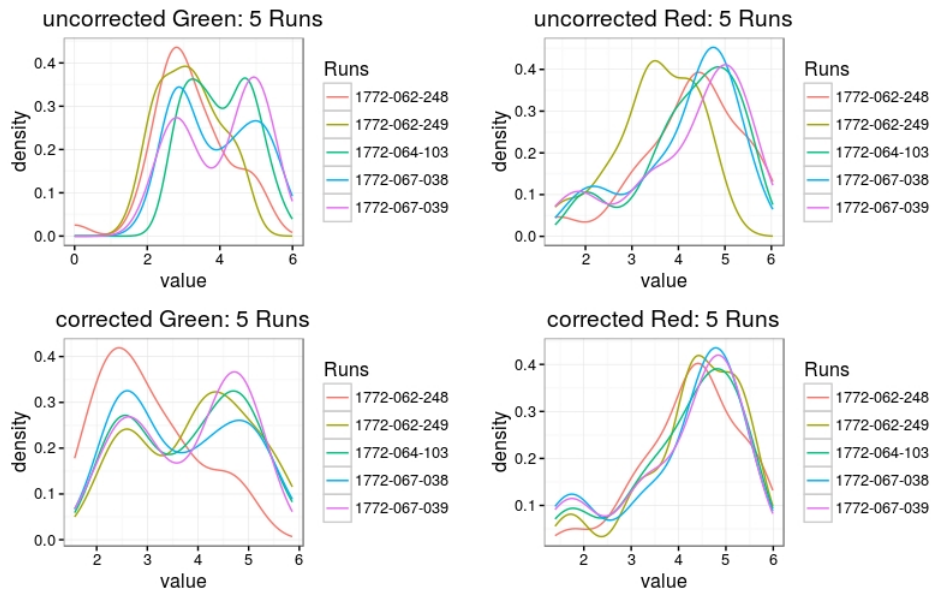 uncorrected Green: 5 Runs
density
0.4
0.3
0.2
0.1
0.0
0 2 4 6
value
Runs
1772-062-248
1772-062-249
1772-064-103
1772-067-038
1772-067-039
uncorrected Red: 5 Runs
density
0.4
0.3
0.2
0.1
0.0
2 3 4 5 6
value
Runs
1772-062-248
1772-062-249
1772-064-103
1772-067-038
1772-067-039
corrected Green: 5 Runs
density
0.4
0.3
0.2
0.1
0.0
2 3 4 5 6
value
Runs
1772-062-248
1772-062-249
1772-064-103
1772-067-038
1772-067-039
corrected Red: 5 Runs
density
0.4
0.3
0.2
0.1
2 3 4 5 6
value
Runs
1772-062-248
1772-062-249
1772-064-103
1772-067-038
1772-067-039